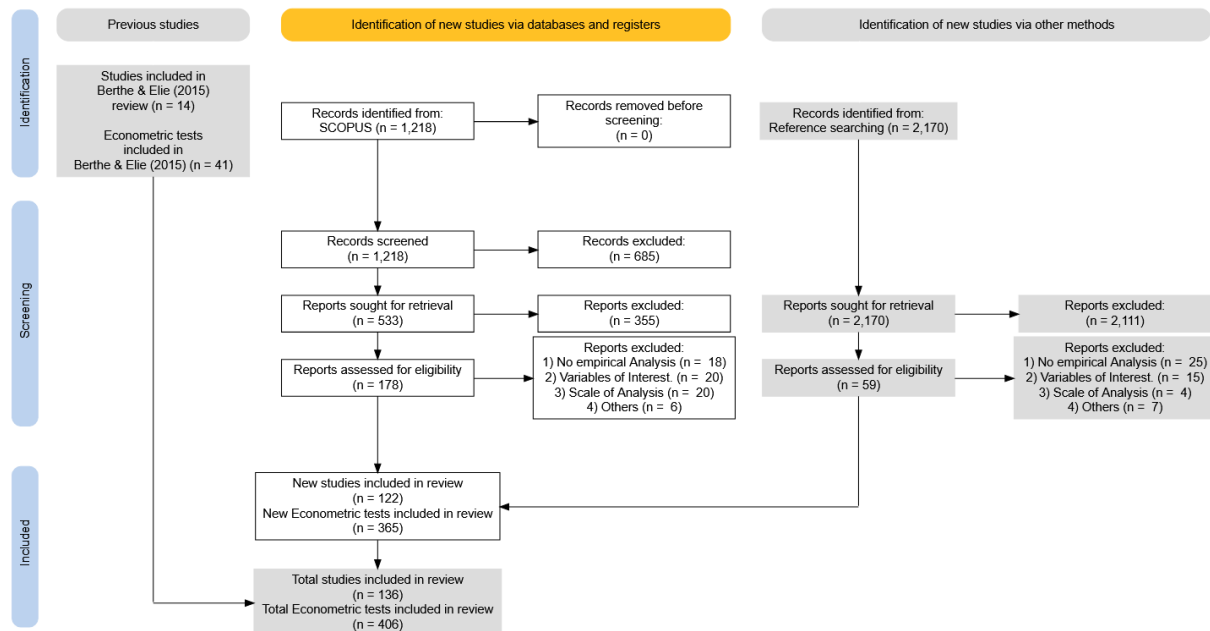 Previous studies
Identification of new studies via databases and registers
Identification of new studies via other methods
Identification
Studies included in
Berthe & Elie (2015)
review (n = 14)
Econometric tests
included in
Berthe & Elie (2015) (n = 41)
Records identified from:
SCOPUS (n = 1,218)
Records removed before
screening:
(n = 0)
Records identified from:
Reference searching (n = 2,170)
Screening
Records screened
(n = 1,218)
Records excluded:
(n = 685)
Reports sought for retrieval
(n = 533)
Reports excluded:
(n = 355)
Reports sought for retrieval
(n = 2,170)
Reports excluded:
(n = 2,111)
Reports assessed for eligibility
(n = 178)
Reports excluded:
1) No empirical Analysis (n = 18)
2) Variables of Interest. (n = 20)
3) Scale of Analysis (n = 20)
4) Others (n = 6)
Reports assessed for eligibility
(n = 59)
Reports excluded:
1) No empirical Analysis (n = 25)
2) Variables of Interest. (n = 15)
3) Scale of Analysis (n = 4)
4) Others (n = 7)
Included
New studies included in review
(n = 122)
New Econometric tests included in review
(n = 365)
Total studies included in review
(n = 136)
Total Econometric tests included in review
(n = 406)